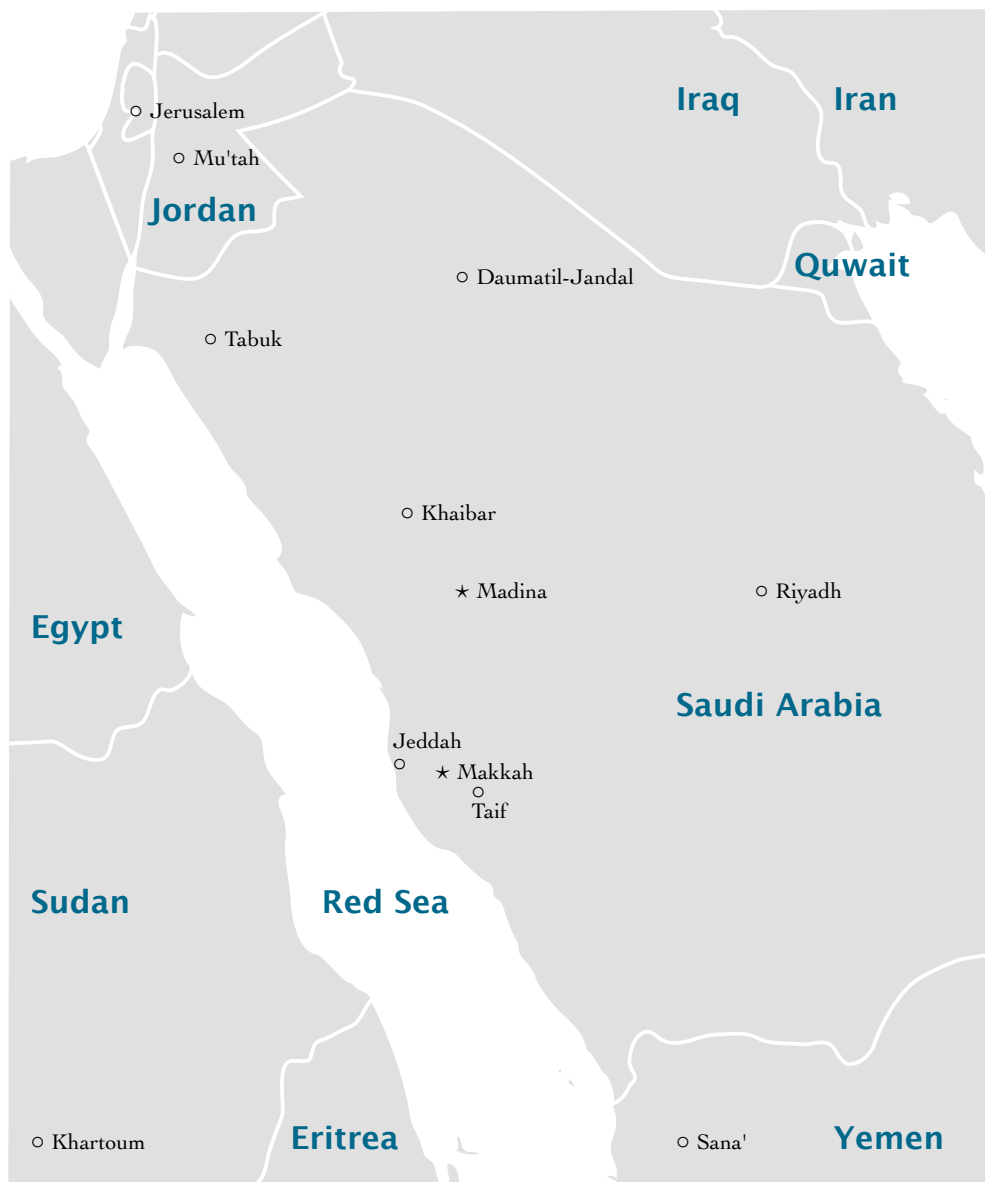 Iraq
Iran
Jerusalem
Mu'tah
Jordan
Quwait
Daumatil-Jandal
Tabuk
Khaibar
Madina
Riyadh
Egypt
Saudi Arabia
Jeddah
Makkah
Taif
Sudan
Red Sea
Khartoum
Eritrea
Sana'
Yemen